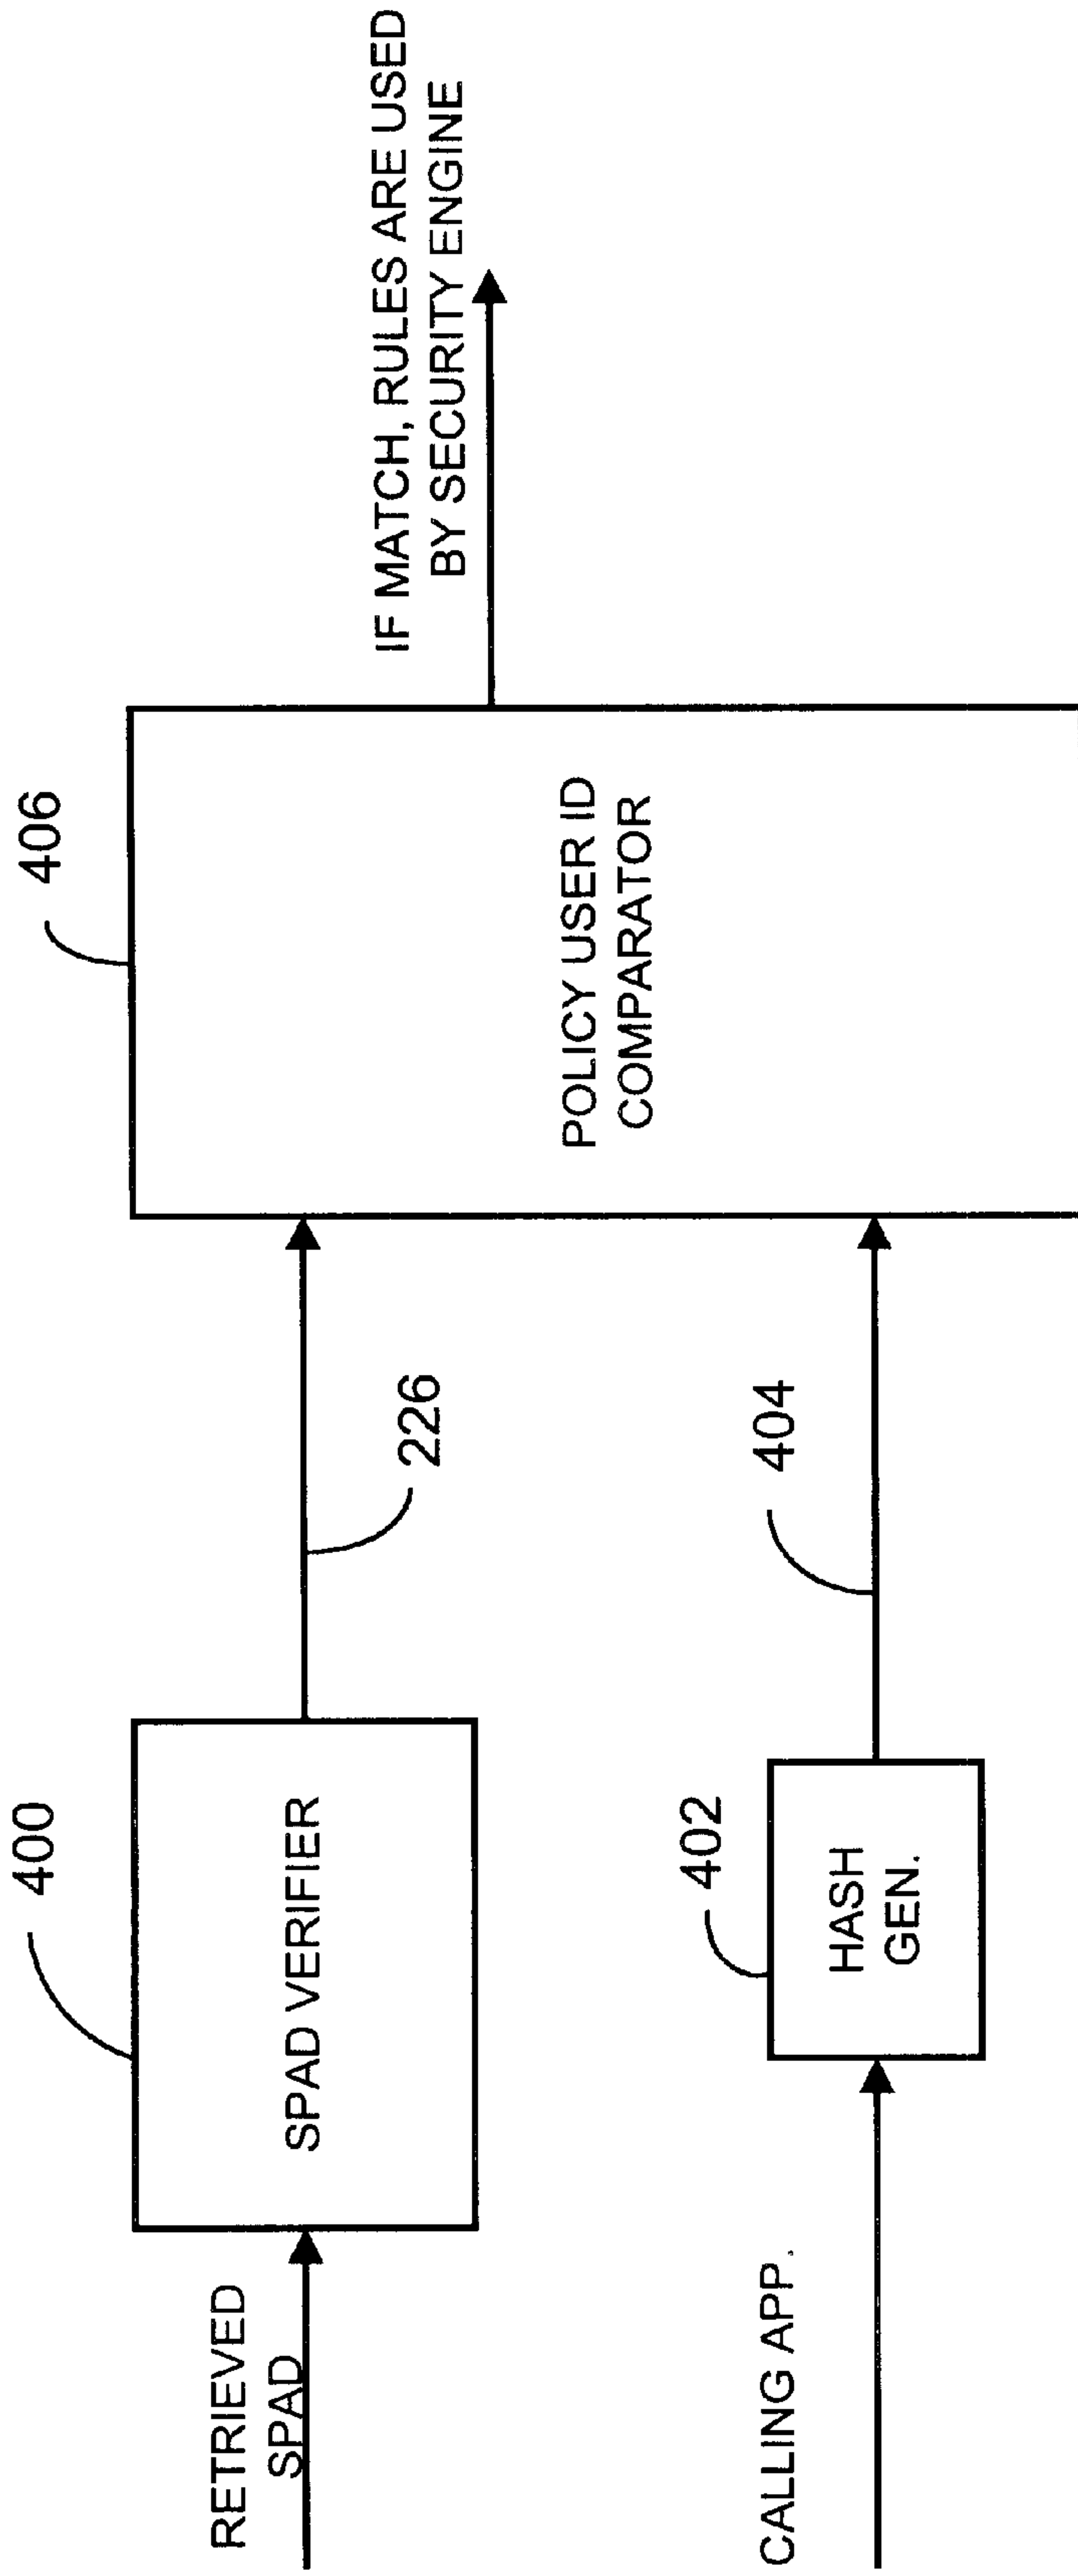 RETRIEVED
SPAD
400
SPAD VERIFIER
226
406
POLICY USER ID
COMPARATOR
IF MATCH, RULES ARE USED
BY SECURITY ENGINE
CALLING APP.
402
HASH
GEN.
404